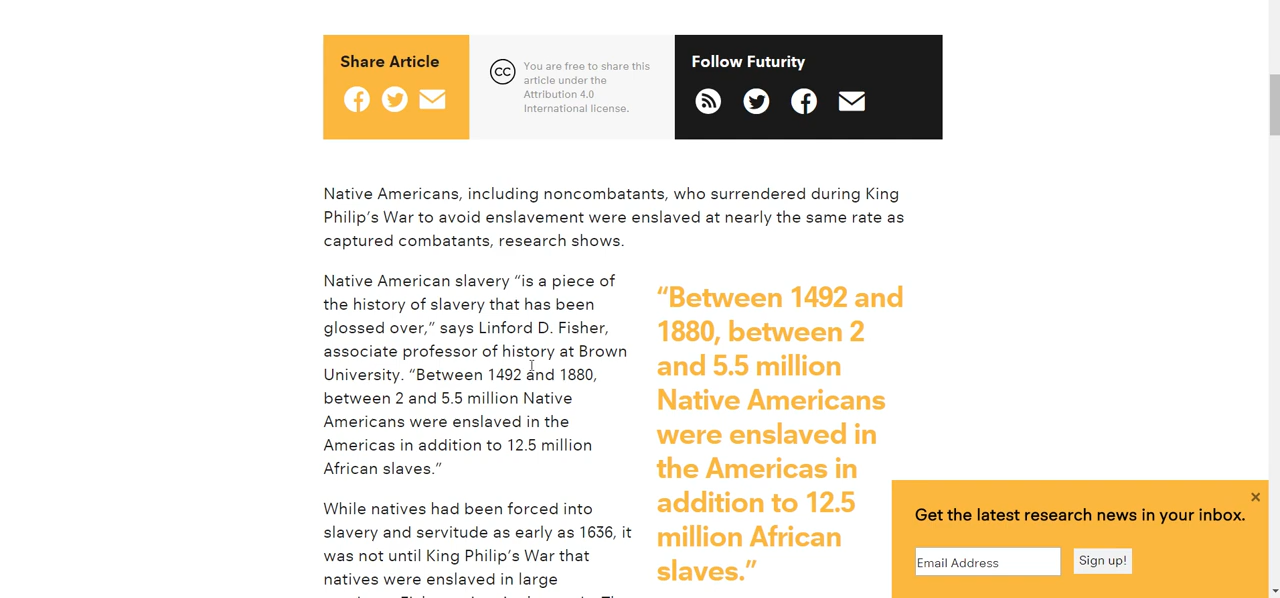 Share Article
You are free to share this
article under the
Attribution 4.0
International license.
Follow Futurity
Native Americans, including noncombatants, who surrendered during King
Philip’s War to avoid enslavement were enslaved at nearly the same rate as
captured combatants, research shows.
Native American slavery “is a piece of
the history of slavery that has been
glossed over,” says Linford D. Fisher,
associate professor of history at Brown
University. “Between 1492 and 1880,
between 2 and 5.5 million Native
Americans were enslaved in the
Americas in addition to 12.5 million
African slaves.”
While natives had been forced into
slavery and servitude as early as 1636, it
was not until King Philip’s War that
natives were enslaved in large
“Between 1492 and
1880, between 2
and 5.5 million
Native Americans
were enslaved in
the Americas in
addition to 12.5
million African
slaves.”
Get the latest research news in your inbox.
Email Address
Sign up!